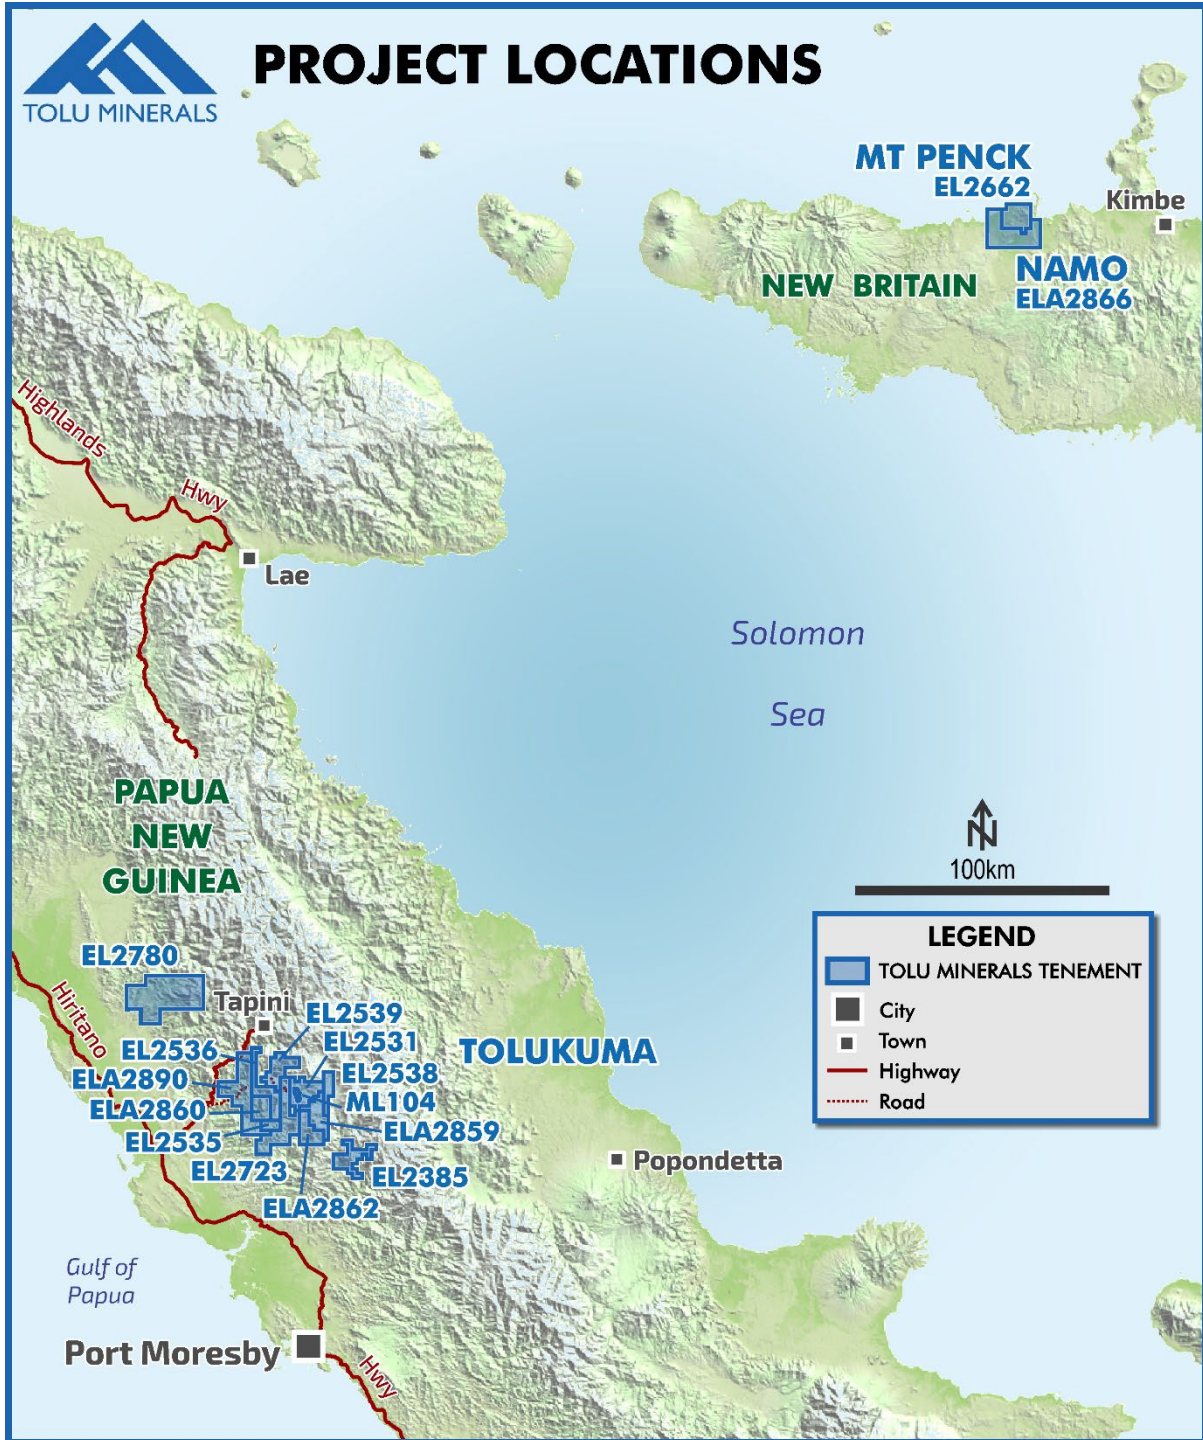 TOLU MINERALS
PROJECT LOCATIONS
MT PENCK
EL2662
Kimbe
NAMO
ELA2866
NEW BRITAIN
Highlands
Hwy
Lae
Solomon
Sea
PAPUA
NEW
GUINEA
N
100km
LEGEND
TOLU MINERALS TENEMENT
City
Town
Highway
Road
EL2780
Hiritano
Tapini
EL2539
EL2531
EL2536
TOLUKUMA
ELA2890
EL2538
ELA2860
ML104
EL2535
ELA2859
EL2723
EL2385
ELA2862
Popondetta
Gulf of
Papua
Port Moresby
Hwy